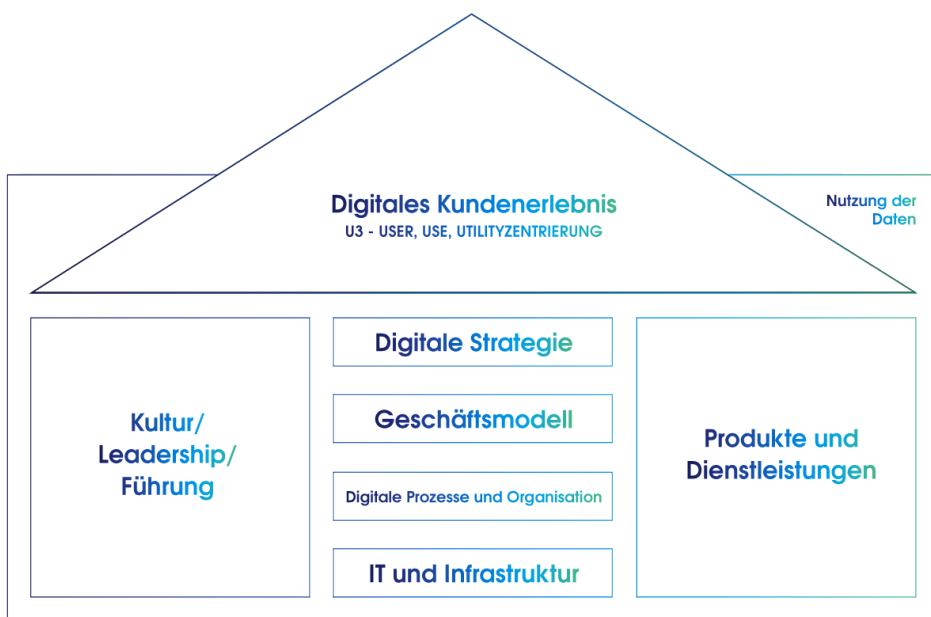 Digitales Kundenerlebnis
U3 - USER, USE, UTILITYZENTRIERUNG
Nutzung der
Daten
Kultur/
Leadership/
Führung
Digitale Strategie
Geschäftsmodell
Digitale Prozesse und Organisation
IT und Infrastruktur
Produkte und
Dienstleistungen